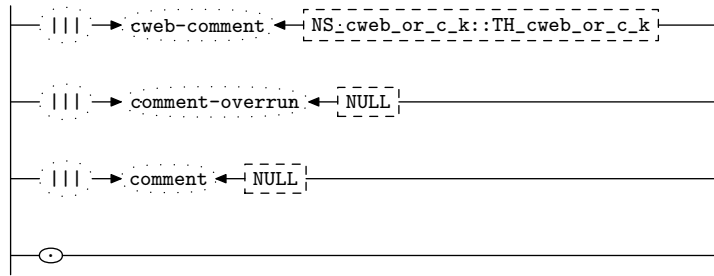 ||| cweb-comment NS_cweb_or_c_k::TH_cweb_or_c_k
||| comment-overrun NULL
||| comment NULL